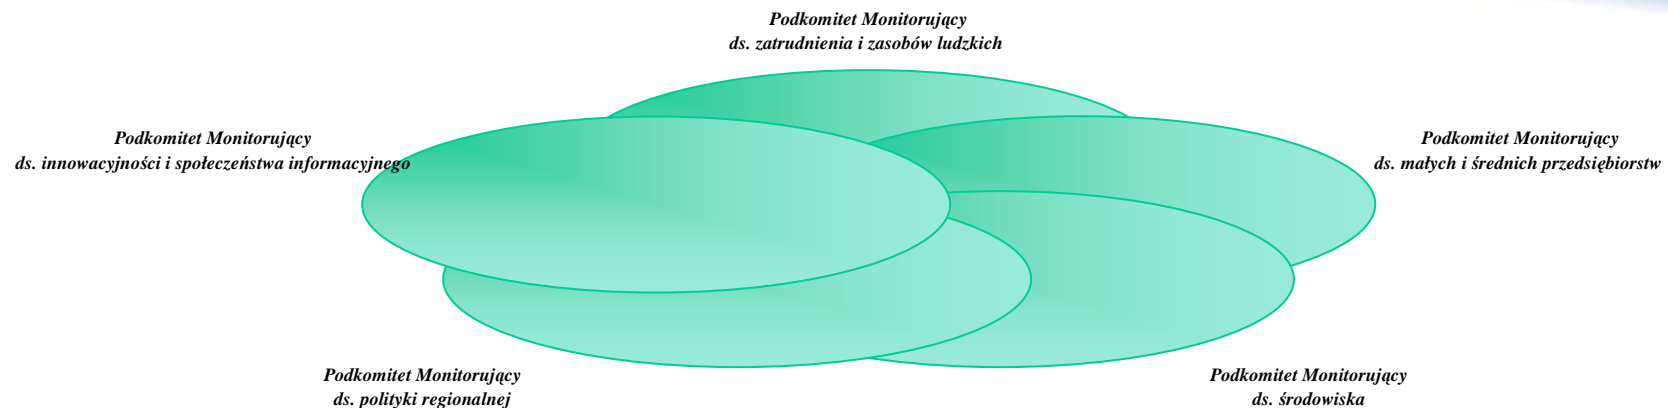 Podkomitet Monitorujący
ds. zatrudnienia i zasobów ludzkich
Podkomitet Monitorujący
ds. innowacyjności i społeczeństwa informacyjnego
Podkomitet Monitorujący
ds. małych i średnich przedsiębiorstw
Podkomitet Monitorujący
ds. polityki regionalnej
Podkomitet Monitorujący
ds. środowiska